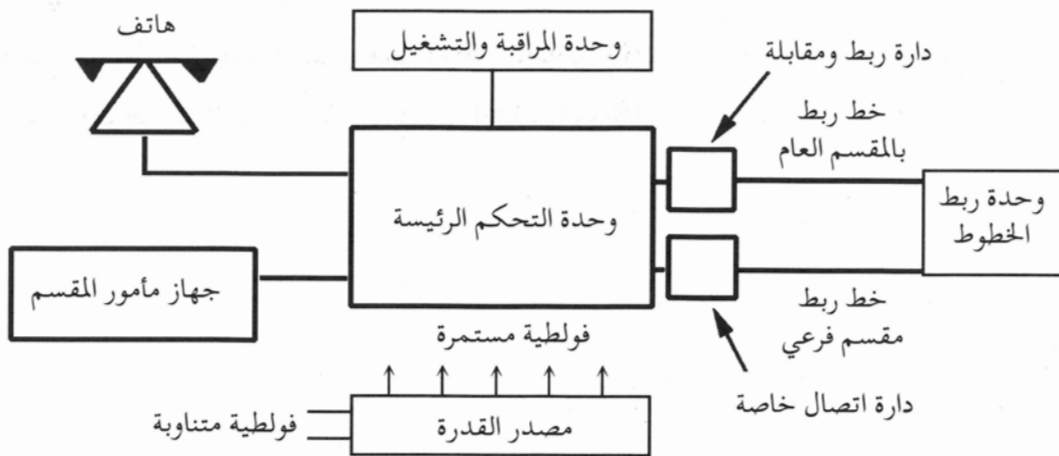 هاتف
وحدة المراقبة والتشغيل
دارة ربط ومقابلة
خط ربط
بالمقسم العام
وحدة ربط
الخطوط
وحدة التحكم الرئيسة
جهاز مأمور المقسم
خط ربط
مقسم فرعي
فولطية مستمرة
دارة اتصال خاصة
مصدر القدرة
فولطية متناوبة